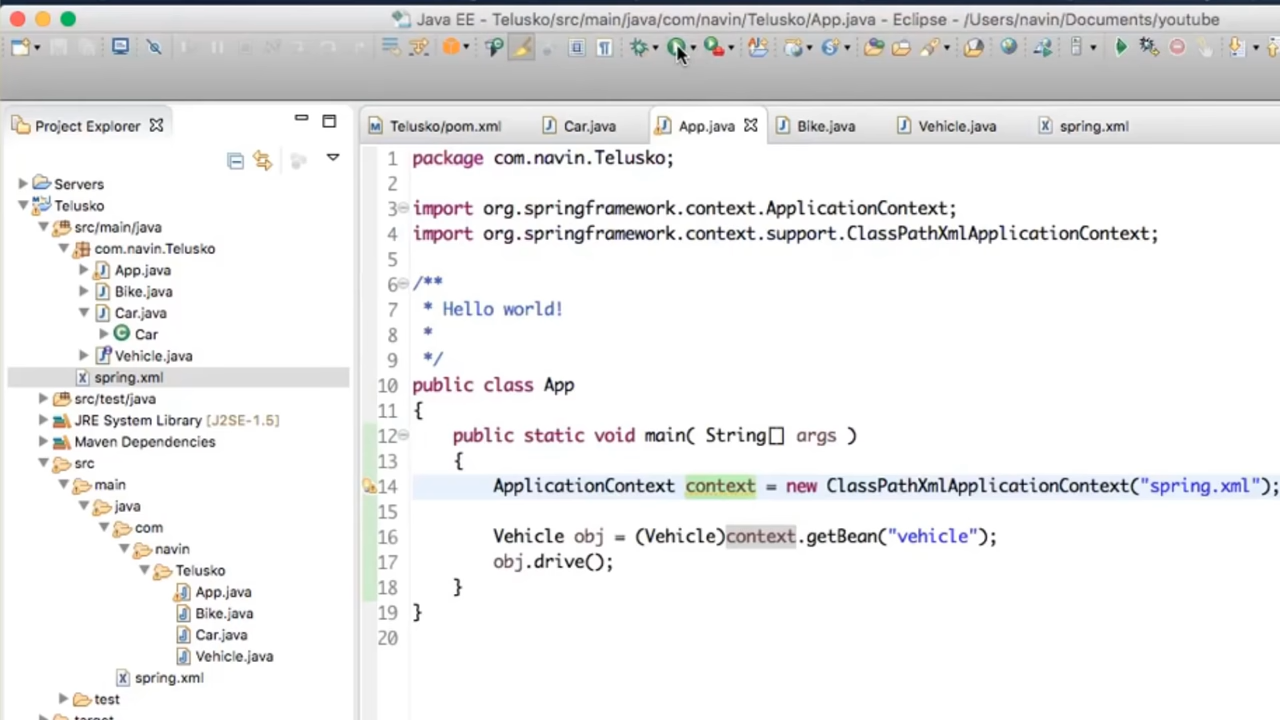 Java EE - Telusko/src/main/java/com/navin/Telusko/App.java - Eclipse - /Users/navin/Documents/youtube
Project Explorer
Telusko/pom.xml Car.java App.java Bike.java Vehicle.java spring.xml
Servers
Telusko
src/main/java
com.navin.Telusko
App.java
Bike.java
Car.java
Car
Vehicle.java
spring.xml
src/test/java
JRE System Library [J2SE-1.5]
Maven Dependencies
src
main
java
com
navin
Telusko
App.java
Bike.java
Car.java
Vehicle.java
spring.xml
test
target
1 package com.navin.Telusko;
2
3 import org.springframework.context.ApplicationContext;
4 import org.springframework.context.support.ClassPathXmlApplicationContext;
5
6 /**
7 * Hello world!
8 *
9 */
10 public class App
11 {
12 public static void main( String[] args )
13 {
14 ApplicationContext context = new ClassPathXmlApplicationContext("spring.xml");
15
16 Vehicle obj = (Vehicle)context.getBean("vehicle");
17 obj.drive();
18 }
19 }
20